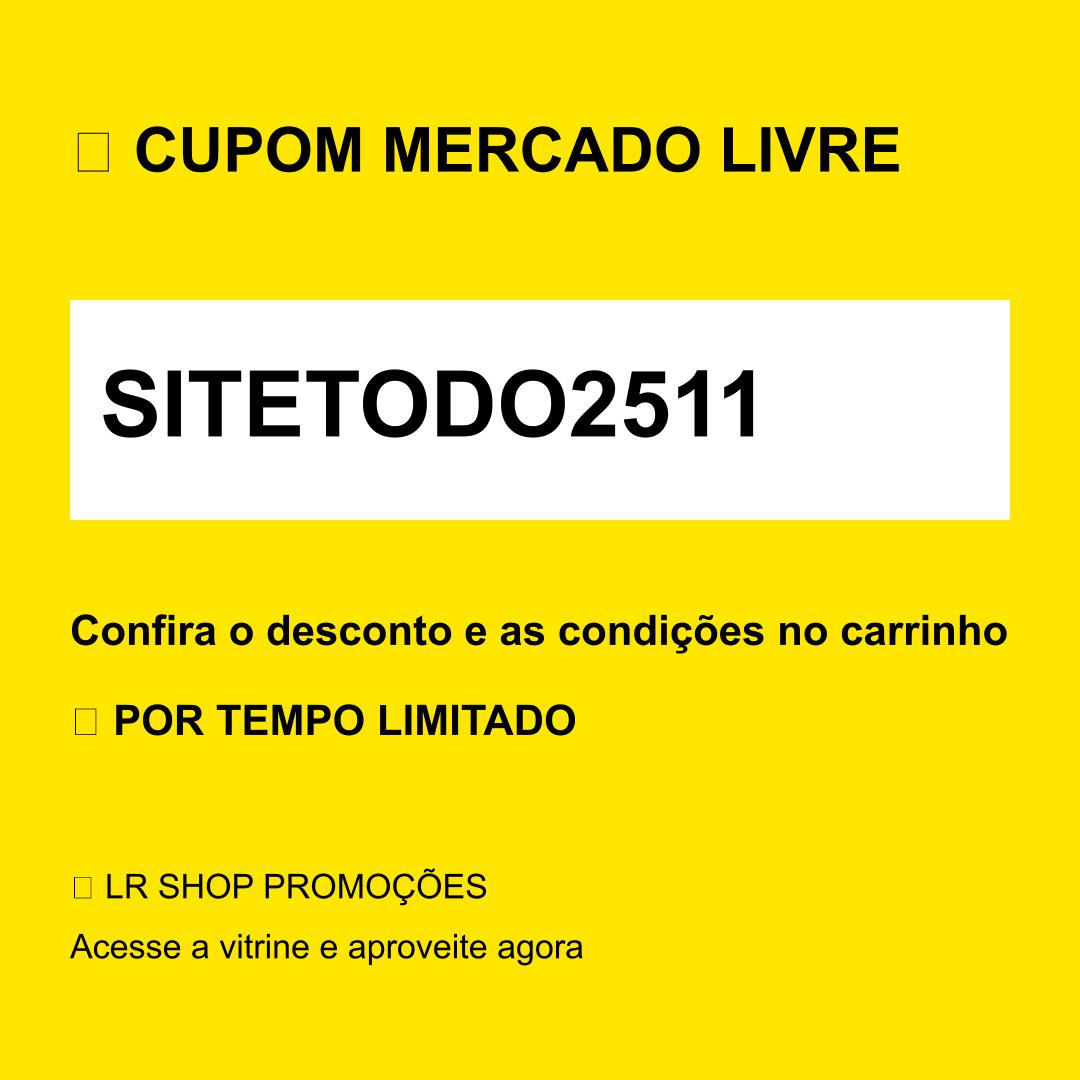 CUPOM MERCADO LIVRE
SITETODO2511
Confira o desconto e as condições no carrinho
POR TEMPO LIMITADO
LR SHOP PROMOÇÕES
Acesse a vitrine e aproveite agora